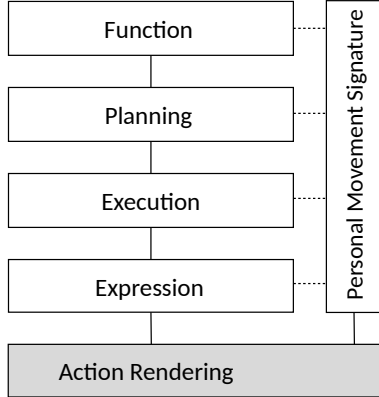 Function
Planning
Execution
Expression
Personal Movement Signature
Action Rendering